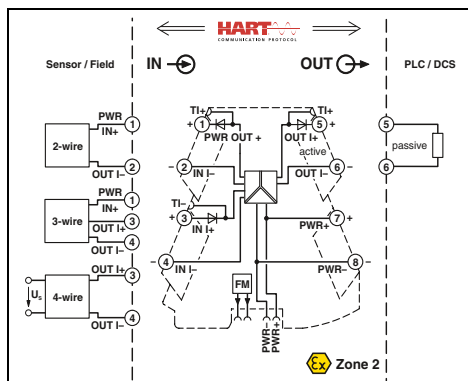 HART
COMMUNICATION PROTOCOL
Sensor / Field
IN
OUT
PLC / DCS
2-wire
PWR
IN+
1
OUT I–
2
3-wire
PWR
IN+
1
OUT I+
3
OUT I–
4
4-wire
Us
OUT I+
3
OUT I–
4
TI+
+
1
PWR
OUT +
–
2
IN I–
TI–
+
3
IN I+
–
4
IN I–
TI+
5
+
OUT I+
active
6
–
OUT I–
7
+
PWR+
8
–
PWR–
FM
PWR–
PWR+
5
passive
6
Ex
Zone 2